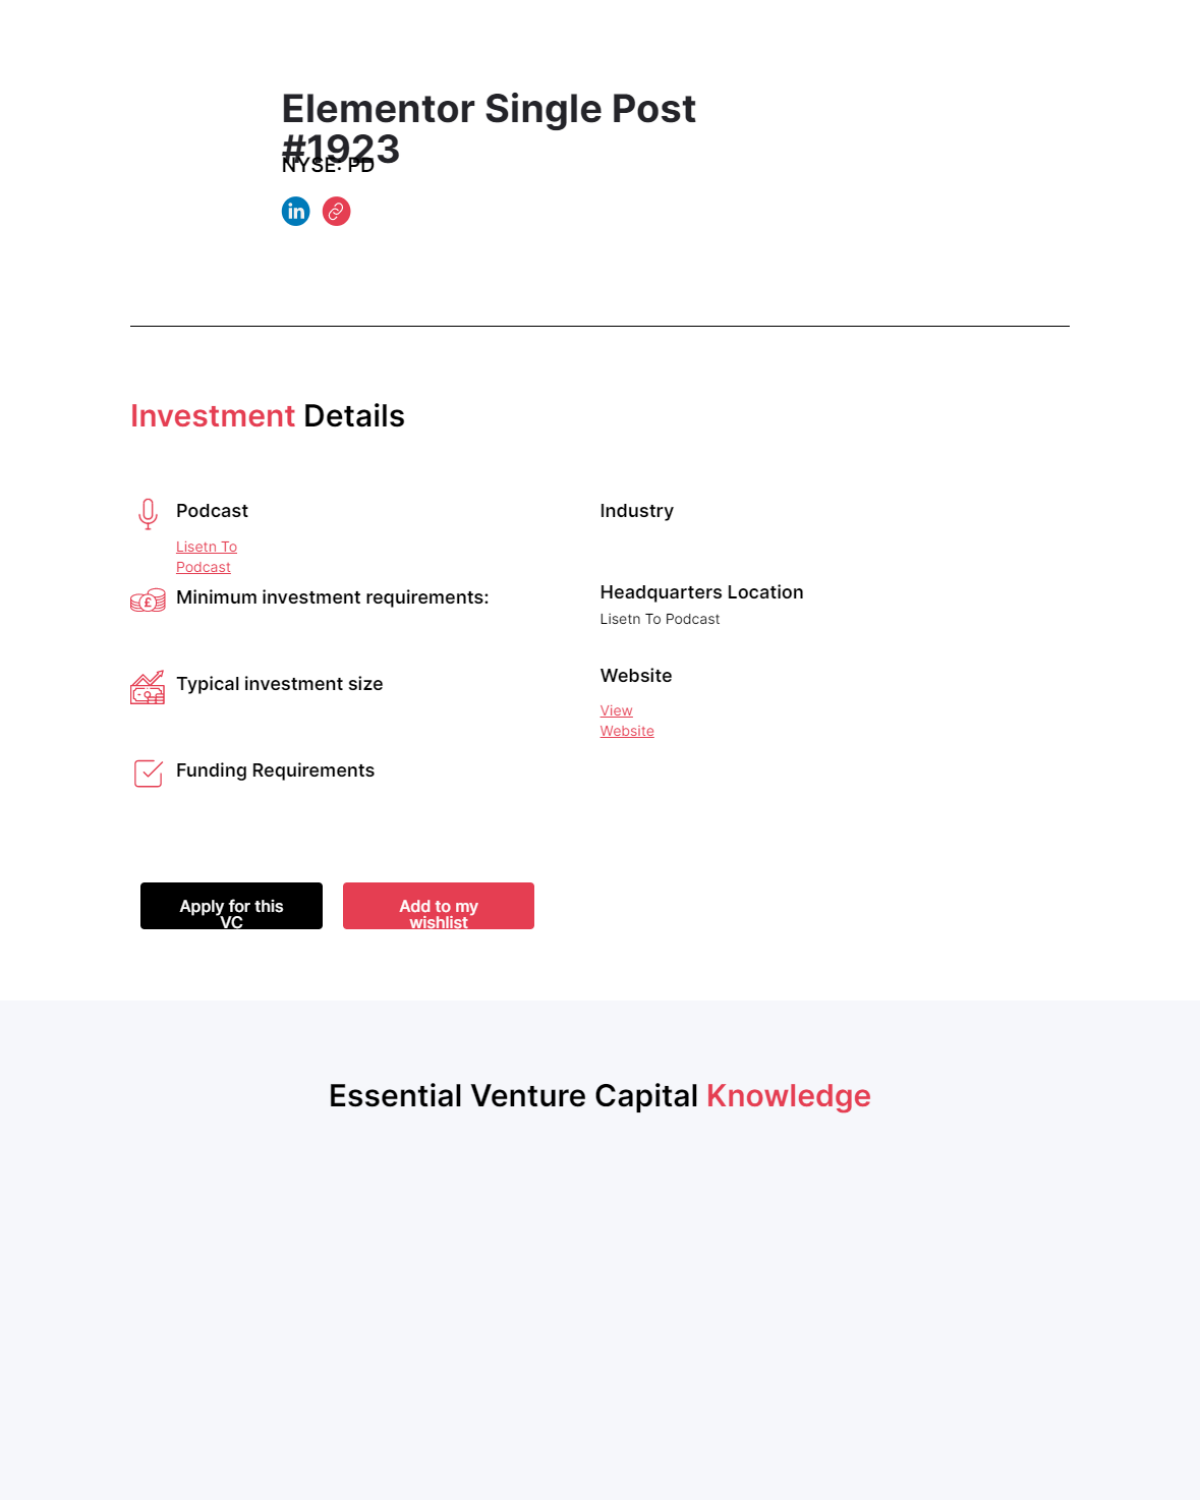 Elementor Single Post
#1923
NYSE: PD
in
Investment Details
Podcast
Lisetn To
Podcast
Minimum investment requirements:
Typical investment size
Funding Requirements
Industry
Headquarters Location
Lisetn To Podcast
Website
View
Website
Apply for this
VC
Add to my
wishlist
Essential Venture Capital Knowledge